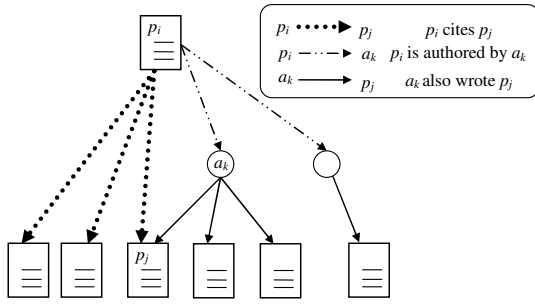 p_i
p_i p_j p_i cites p_j
p_i a_k p_i is authored by a_k
a_k p_j a_k also wrote p_j
a_k
p_j